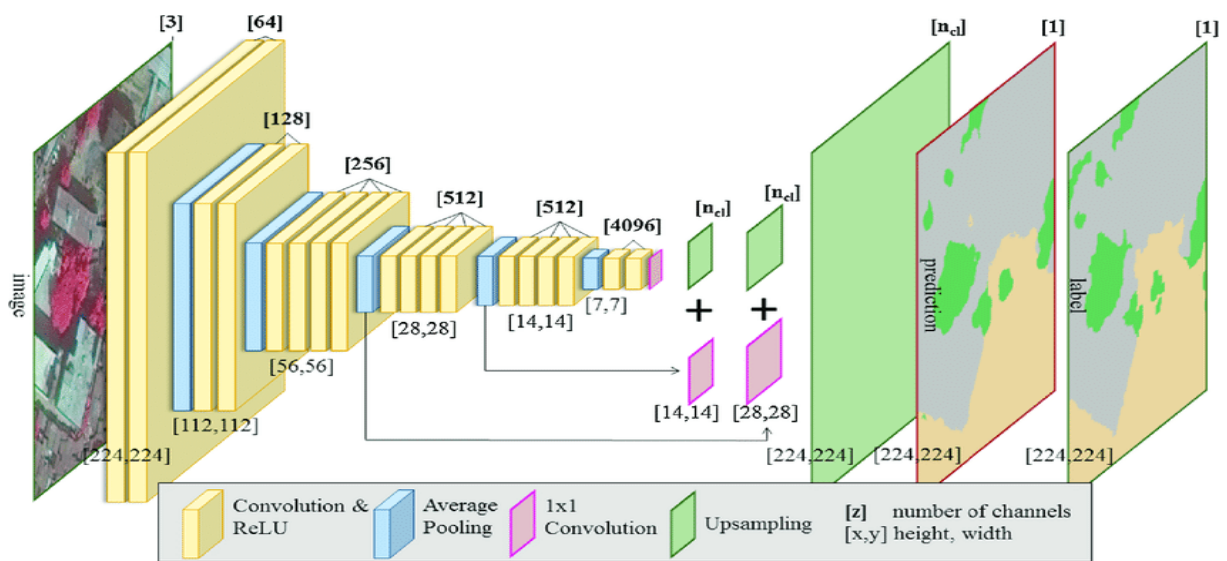 [3]
[64]
[n_cl]
[1]
[1]
[128]
[256]
[512]
[512]
[4096]
[n_cl]
[n_cl]
image
prediction
label
[7,7]
[14,14]
[28,28]
[56,56]
[112,112]
[14,14]
[28,28]
[224,224]
[224,224]
[224,224]
[224,224]
+
+
Convolution &
ReLU
Average
Pooling
1x1
Convolution
Upsampling
[z] number of channels
[x,y] height, width